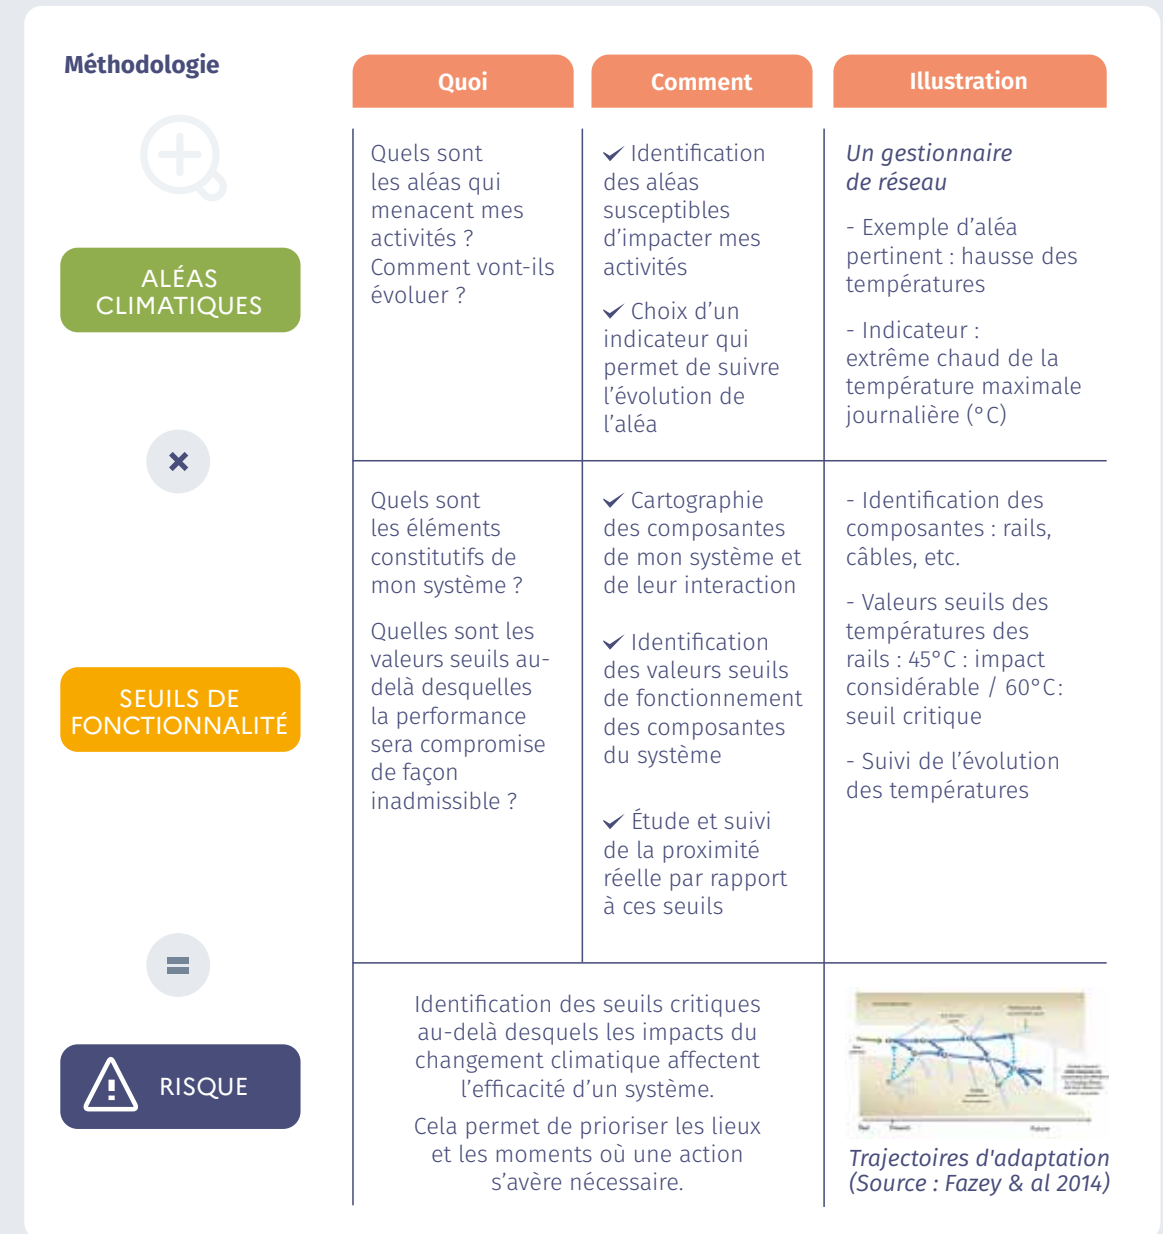 Méthodologie
Quoi
Comment
Illustration
ALÉAS
CLIMATIQUES
Quels sont
les aléas qui
menacent mes
activités ?
Comment vont-ils
évoluer ?
✓ Identification
des aléas
susceptibles
d'impacter mes
activités
✓ Choix d'un
indicateur qui
permet de suivre
l'évolution de
l'aléa
Un gestionnaire
de réseau
- Exemple d'aléa
pertinent : hausse des
températures
- Indicateur :
extrême chaud de la
température maximale
journalière (°C)
×
SEUILS DE
FONCTIONNALITÉ
Quels sont
les éléments
constitutifs de
mon système ?
Quelles sont les
valeurs seuils au-
delà desquelles
la performance
sera compromise
de façon
inadmissible ?
✓ Cartographie
des composantes
de mon système et
de leur interaction
✓ Identification
des valeurs seuils
de fonctionnement
des composantes
du système
✓ Étude et suivi
de la proximité
réelle par rapport
à ces seuils
- Identification des
composantes : rails,
câbles, etc.
- Valeurs seuils des
températures des
rails : 45°C : impact
considérable / 60°C:
seuil critique
- Suivi de l'évolution
des températures
=
RISQUE
Identification des seuils critiques
au-delà desquels les impacts du
changement climatique affectent
l'efficacité d'un système.
Cela permet de prioriser les lieux
et les moments où une action
s'avère nécessaire.
Past
Present
Future
Trajectoires d'adaptation
(Source : Fazey & al 2014)